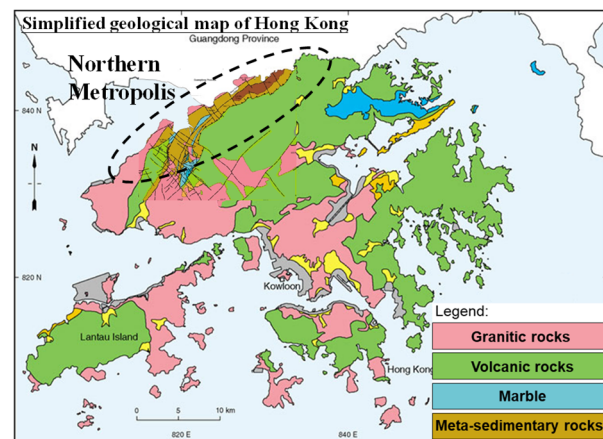 Simplified geological map of Hong Kong
Guangdong Province
Northern
Metropolis
840 N
N
820 N
Kowloon
Lantau Island
Hong Kong
0 5 10 km
820 E
840 E
Legend:
Granitic rocks
Volcanic rocks
Marble
Meta-sedimentary rocks